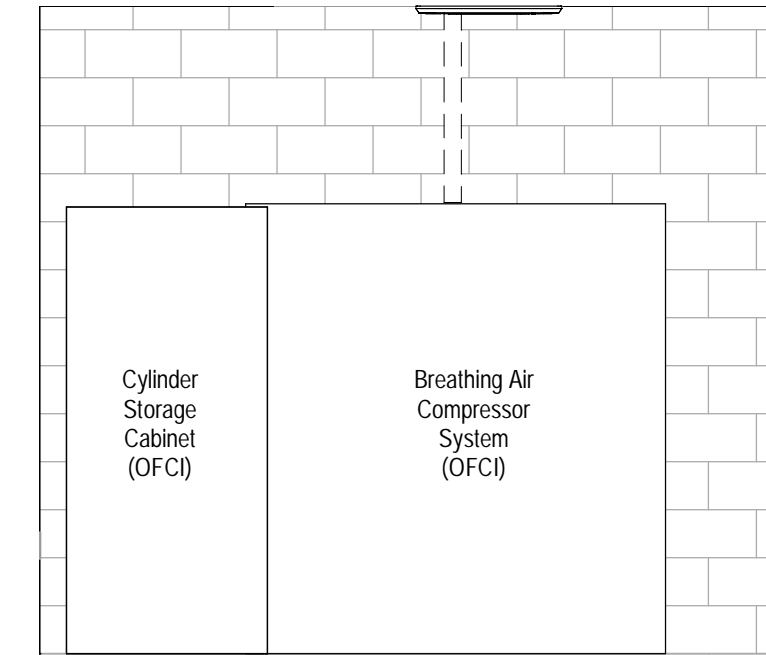 Cylinder
Storage
Cabinet
(OFCI)
Breathing Air
Compressor
System
(OFCI)